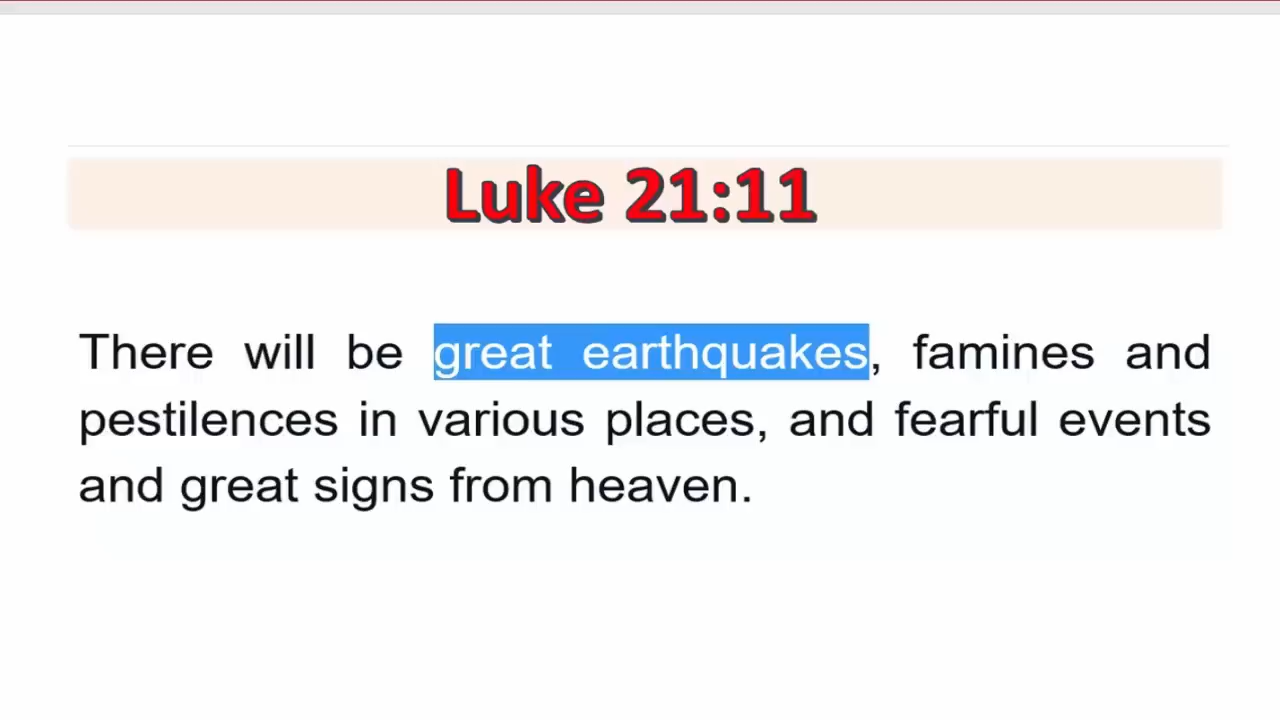 Luke 21:11
There will be great earthquakes, famines and
pestilences in various places, and fearful events
and great signs from heaven.